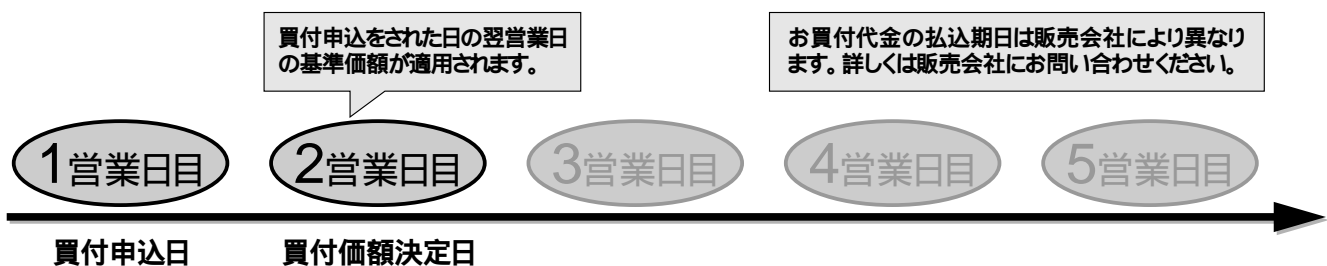 買付申込をされた日の翌営業日
の基準価額が適用されます。
お買付代金の払込期日は販売会社により異なり
ます。詳しくは販売会社にお問い合わせください。
1営業日目
2営業日目
3営業日目
4営業日目
5営業日目
買付申込日
買付価額決定日